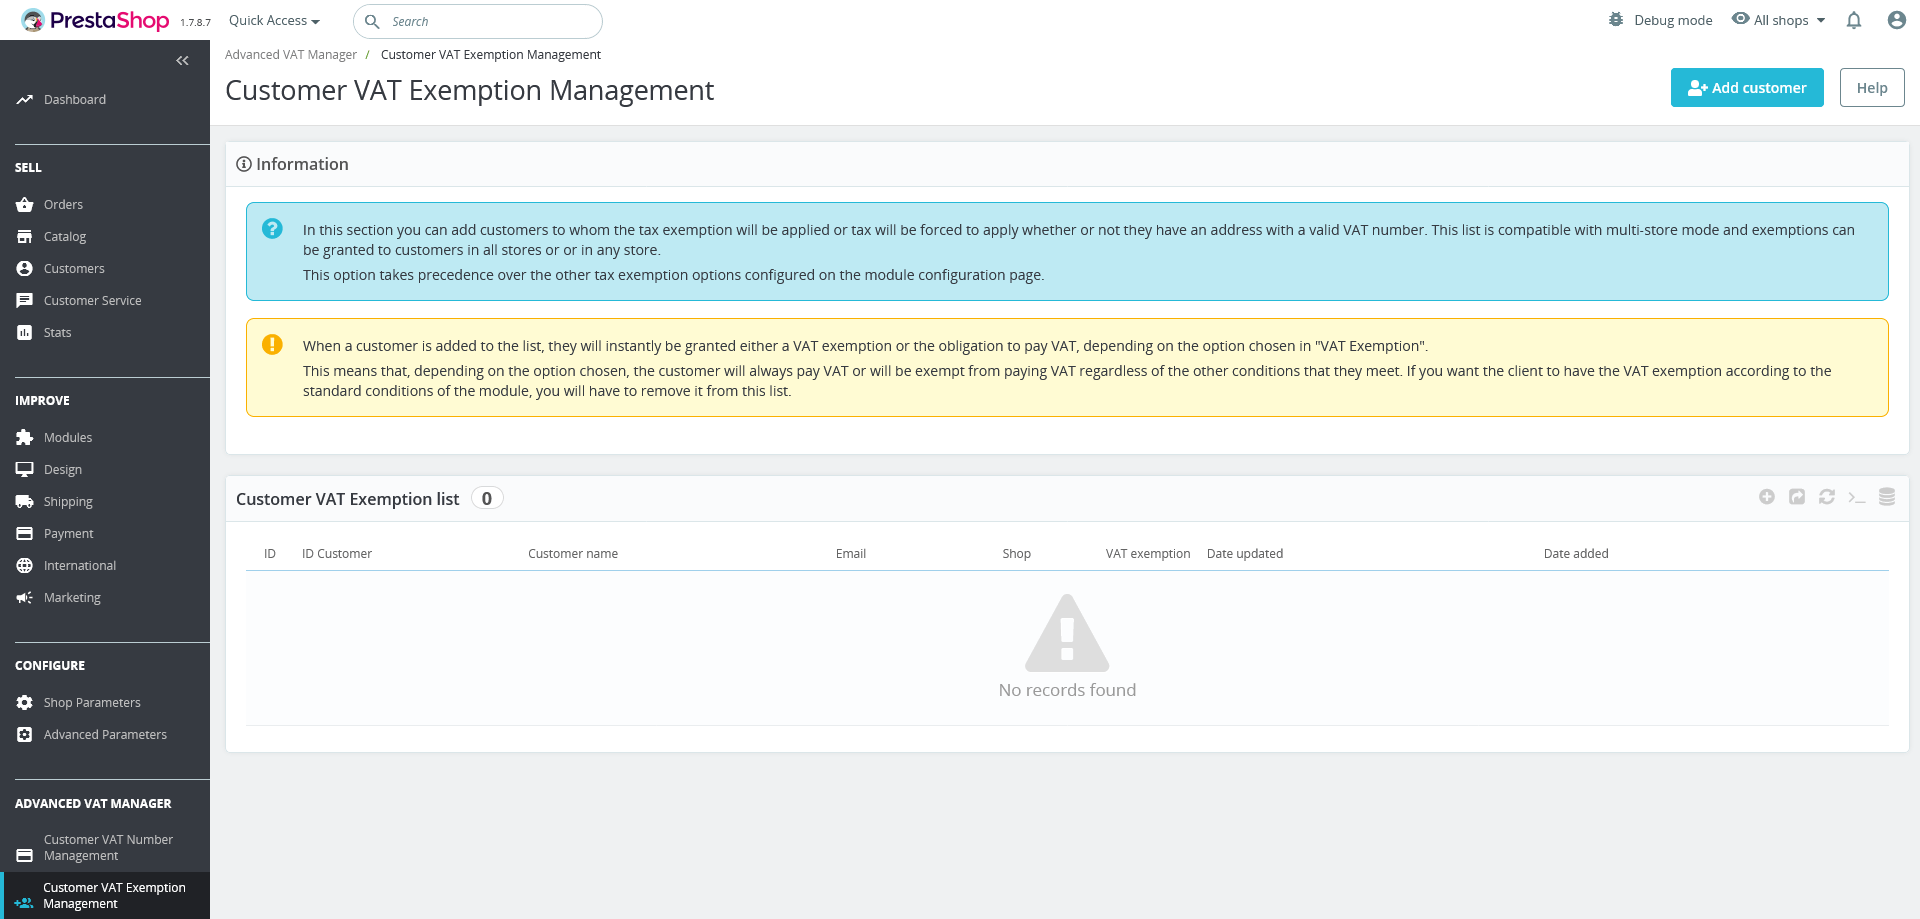 PrestaShop 1.7.8.7 Quick Access Search Debug mode All shops
Advanced VAT Manager / Customer VAT Exemption Management
Customer VAT Exemption Management
Add customer
Help
Dashboard
SELL
Orders
Catalog
Customers
Customer Service
Stats
IMPROVE
Modules
Design
Shipping
Payment
International
Marketing
CONFIGURE
Shop Parameters
Advanced Parameters
ADVANCED VAT MANAGER
Customer VAT Number
Management
Customer VAT Exemption
Management
Information
In this section you can add customers to whom the tax exemption will be applied or tax will be forced to apply whether or not they have an address with a valid VAT number. This list is compatible with multi-store mode and exemptions can
be granted to customers in all stores or or in any store.
This option takes precedence over the other tax exemption options configured on the module configuration page.
When a customer is added to the list, they will instantly be granted either a VAT exemption or the obligation to pay VAT, depending on the option chosen in "VAT Exemption".
This means that, depending on the option chosen, the customer will always pay VAT or will be exempt from paying VAT regardless of the other conditions that they meet. If you want the client to have the VAT exemption according to the
standard conditions of the module, you will have to remove it from this list.
Customer VAT Exemption list 0
ID ID Customer Customer name Email Shop VAT exemption Date updated Date added
No records found